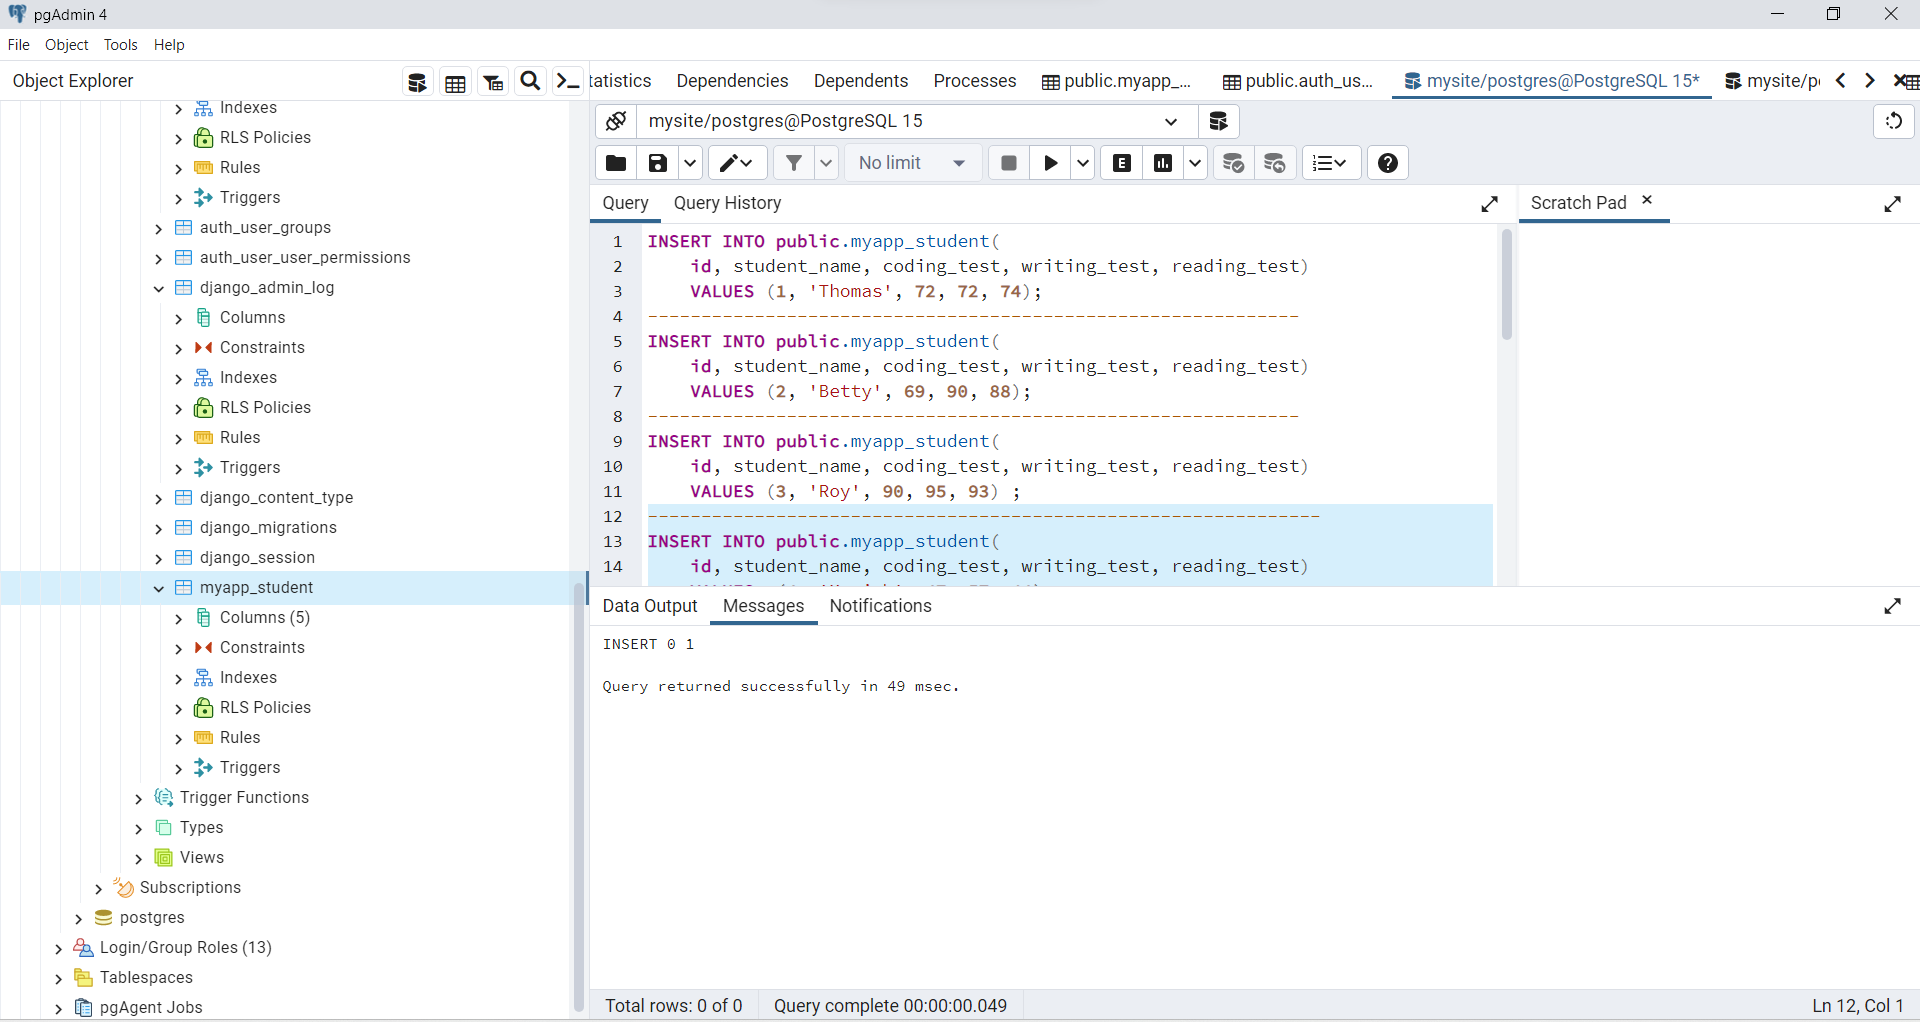 pgAdmin 4
File Object Tools Help
Object Explorer
tatistics Dependencies Dependents Processes public.myapp_... public.auth_us... mysite/postgres@PostgreSQL 15* mysite/p
mysite/postgres@PostgreSQL 15
No limit
E
Query Query History
Scratch Pad
Indexes
RLS Policies
Rules
Triggers
auth_user_groups
auth_user_user_permissions
django_admin_log
Columns
Constraints
Indexes
RLS Policies
Rules
Triggers
django_content_type
django_migrations
django_session
myapp_student
Columns (5)
Constraints
Indexes
RLS Policies
Rules
Triggers
Trigger Functions
Types
Views
Subscriptions
postgres
Login/Group Roles (13)
Tablespaces
pgAgent Jobs
1 INSERT INTO public.myapp_student(
2 id, student_name, coding_test, writing_test, reading_test)
3 VALUES (1, 'Thomas', 72, 72, 74);
4 -------------------------------------------------------------
5 INSERT INTO public.myapp_student(
6 id, student_name, coding_test, writing_test, reading_test)
7 VALUES (2, 'Betty', 69, 90, 88);
8 -------------------------------------------------------------
9 INSERT INTO public.myapp_student(
10 id, student_name, coding_test, writing_test, reading_test)
11 VALUES (3, 'Roy', 90, 95, 93) ;
12 ---------------------------------------------------------------
13 INSERT INTO public.myapp_student(
14 id, student_name, coding_test, writing_test, reading_test)
Data Output Messages Notifications
INSERT 0 1
Query returned successfully in 49 msec.
Total rows: 0 of 0 Query complete 00:00:00.049
Ln 12, Col 1